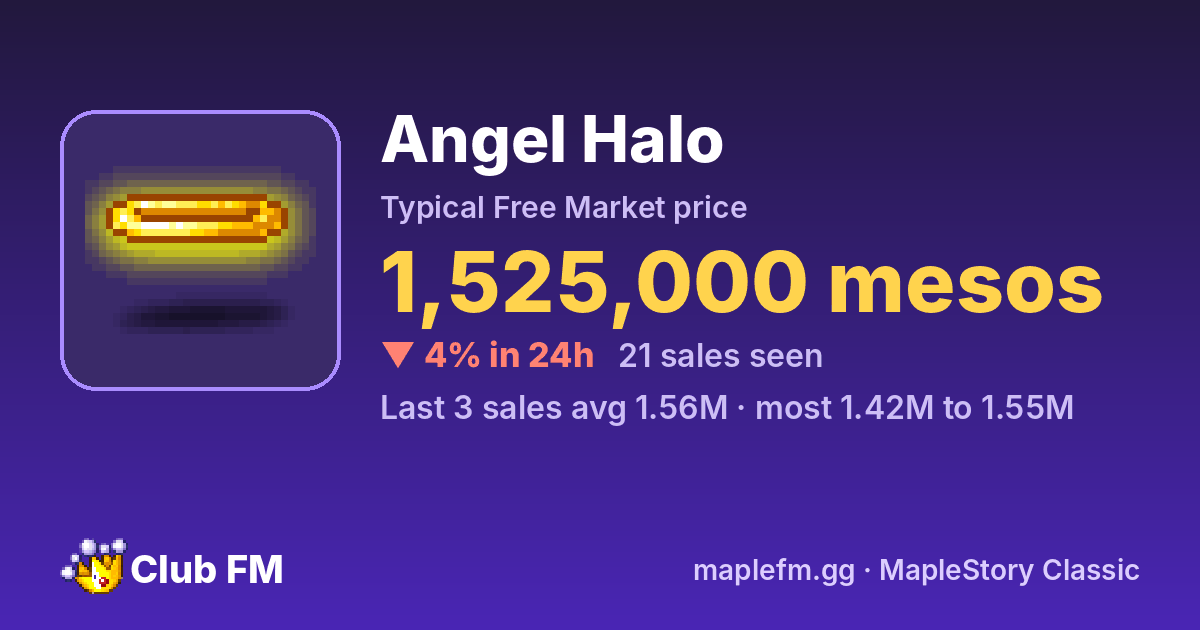 Angel Halo
Typical Free Market price
1,525,000 mesos
▼ 4% in 24h 21 sales seen
Last 3 sales avg 1.56M · most 1.42M to 1.55M
Club FM
maplefm.gg · MapleStory Classic